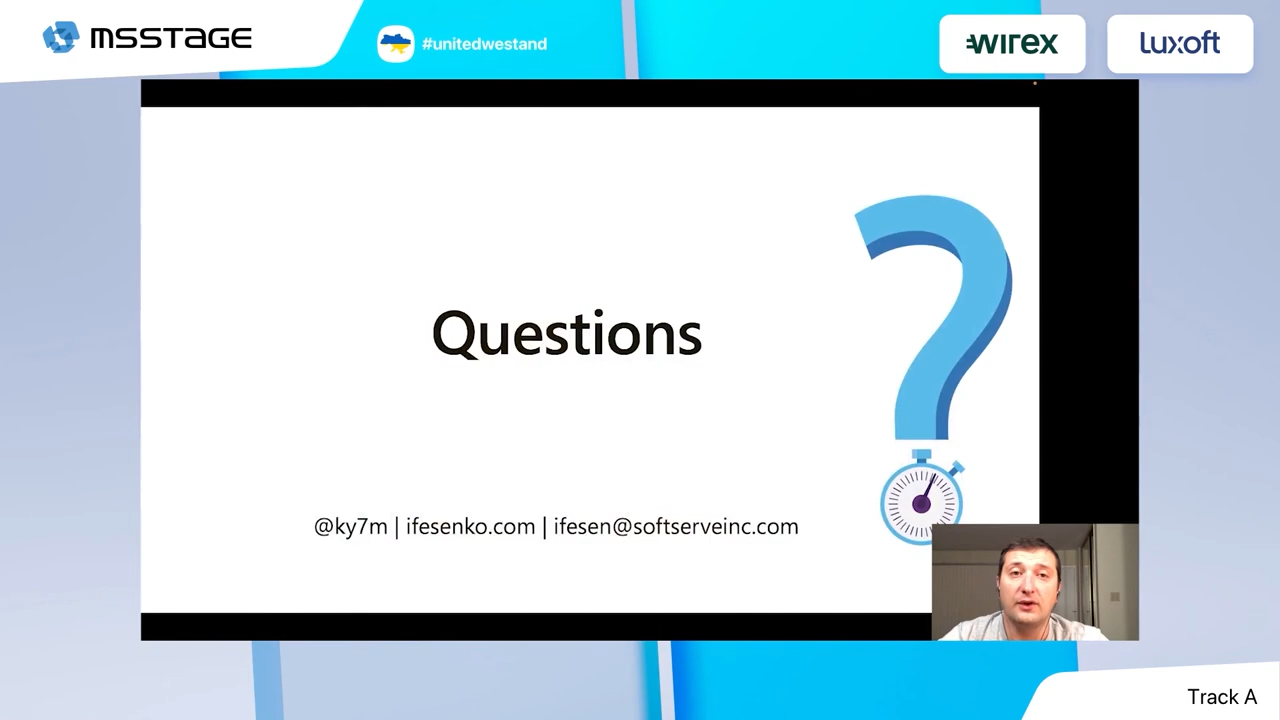 MSSTAGE
#unitedwestand
wirex
luxoft
Questions
@ky7m | ifesenko.com | ifesen@softserveinc.com
Track A